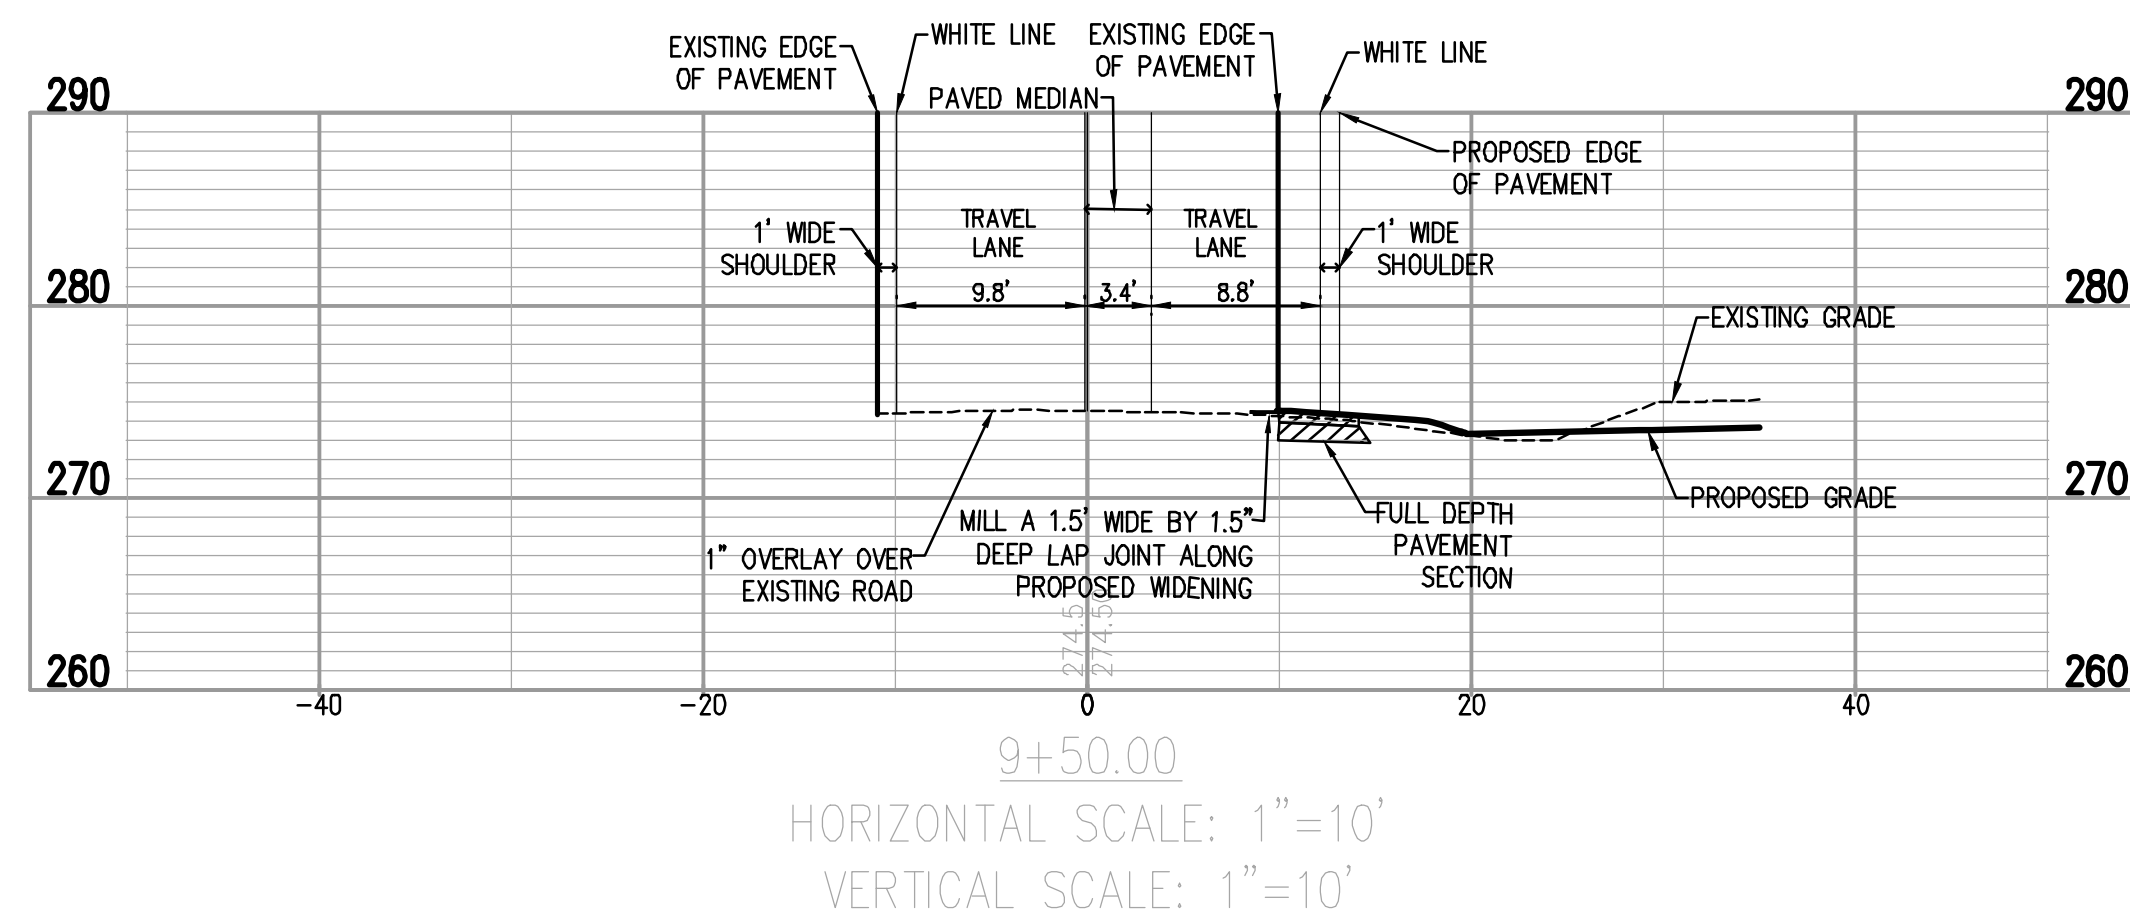 EXISTING EDGE
OF PAVEMENT
WHITE LINE
EXISTING EDGE
OF PAVEMENT
WHITE LINE
PAVED MEDIAN
PROPOSED EDGE
OF PAVEMENT
290
290
1' WIDE
SHOULDER
TRAVEL
LANE
TRAVEL
LANE
1' WIDE
SHOULDER
280
9.8'
3.4'
8.8'
280
EXISTING GRADE
270
270
PROPOSED GRADE
1" OVERLAY OVER
EXISTING ROAD
MILL A 1.5' WIDE BY 1.5"
DEEP LAP JOINT ALONG
PROPOSED WIDENING
FULL DEPTH
PAVEMENT
SECTION
274.5
274.50
260
260
-40
-20
0
20
40
9+50.00
HORIZONTAL SCALE: 1"=10'
VERTICAL SCALE: 1"=10'